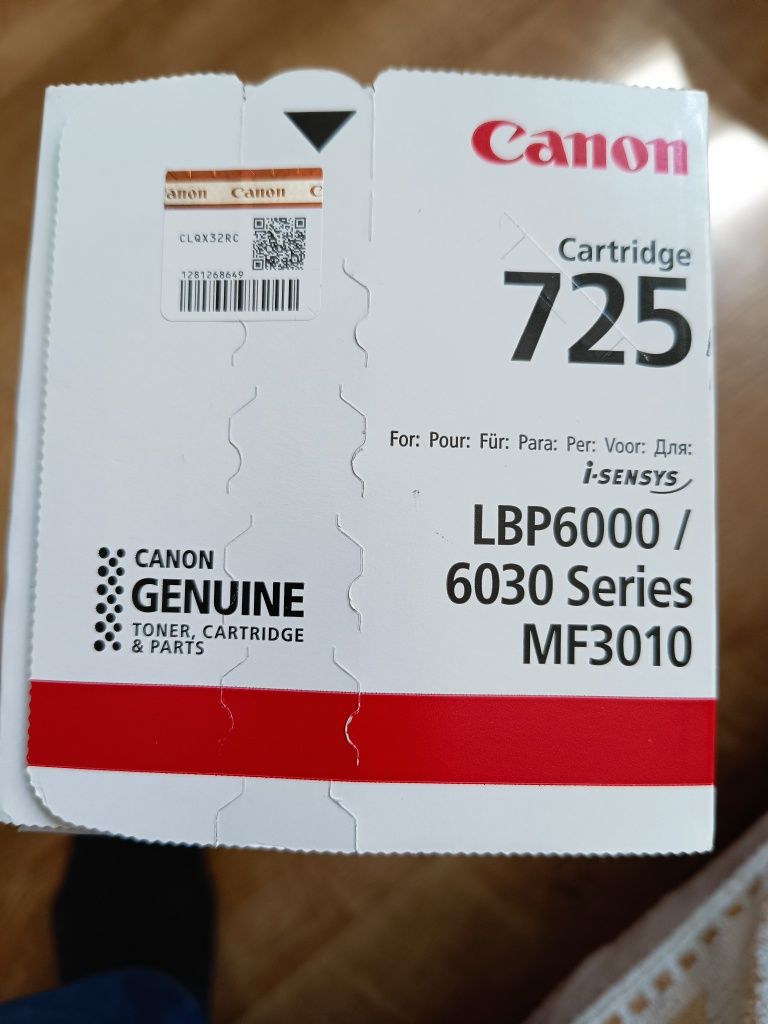 Canon
anon Canon C
CLQX32RC
1281268649
Cartridge
725
For: Pour: Für: Para: Per: Voor: Для:
i-SENSYS
LBP6000 /
6030 Series
MF3010
CANON
GENUINE
TONER, CARTRIDGE
& PARTS